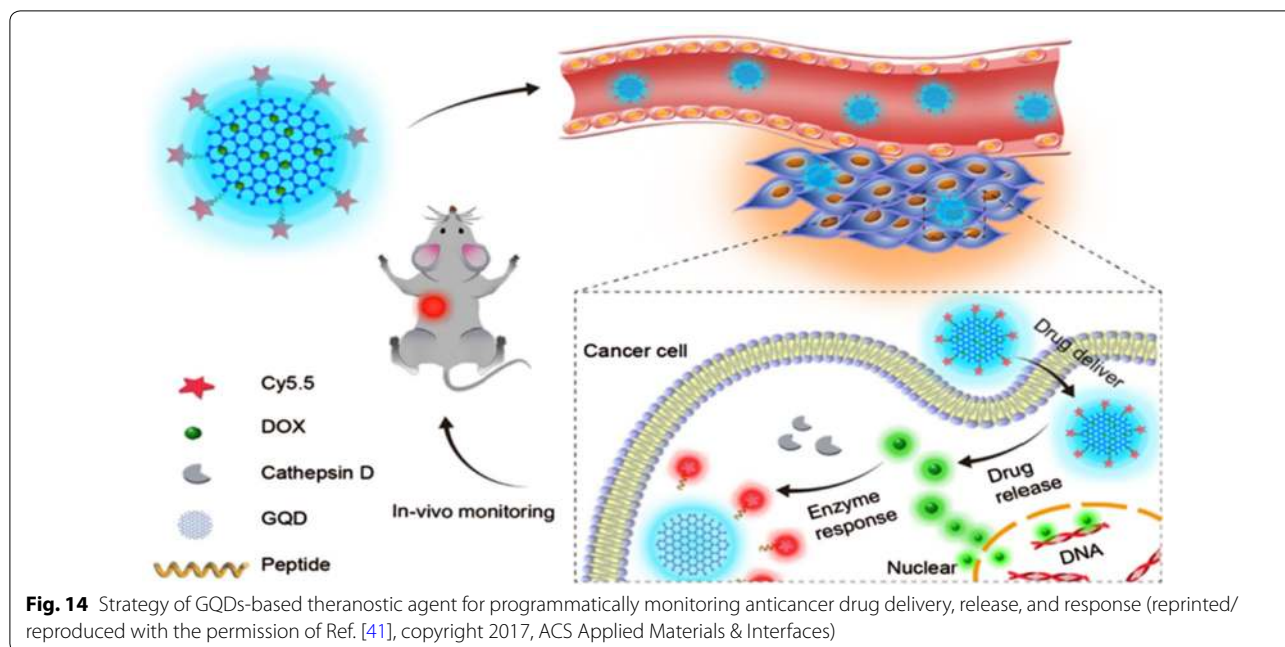 Cy5.5
DOX
Cathepsin D
GQD
Peptide
In-vivo monitoring
Cancer cell
Drug deliver
Drug
release
Enzyme
response
Nuclear
DNA
Fig. 14 Strategy of GQDs-based theranostic agent for programmatically monitoring anticancer drug delivery, release, and response (reprinted/
reproduced with the permission of Ref. [41], copyright 2017, ACS Applied Materials & Interfaces)